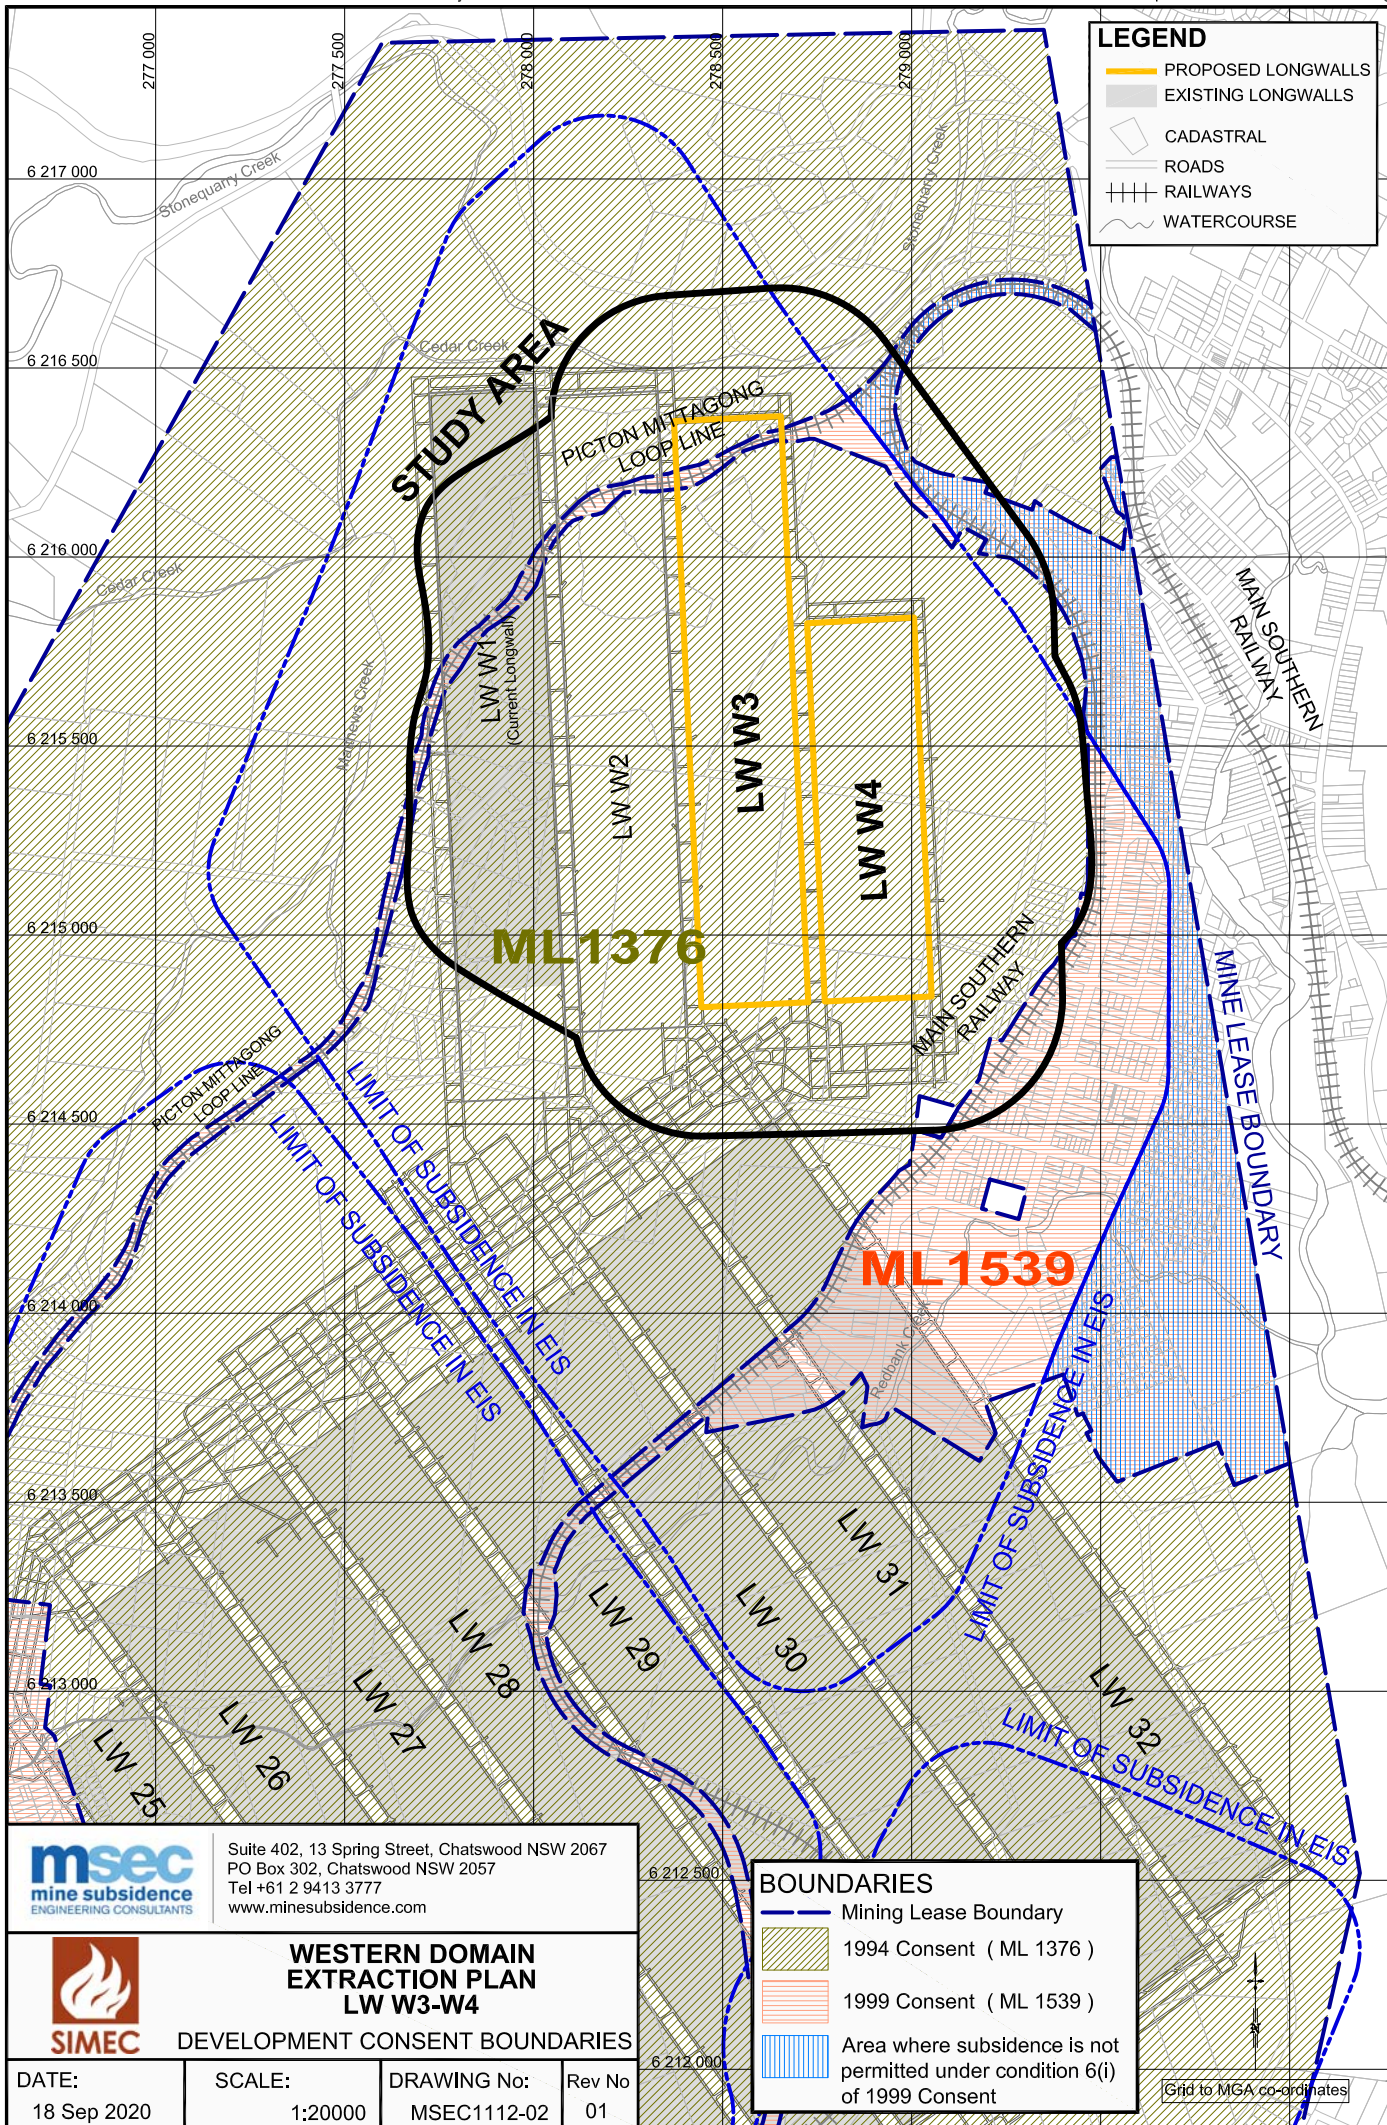 277 000
277 500
278 000
278 500
279 000
LEGEND
PROPOSED LONGWALLS
EXISTING LONGWALLS
CADASTRAL
ROADS
RAILWAYS
WATERCOURSE
6 217 000
Stonequarry Creek
Stonequarry Creek
6 216 500
Cedar Creek
STUDY AREA
PICTON MITTAGONG
LOOP LINE
6 216 000
Cedar Creek
MAIN SOUTHERN
RAILWAY
LW W1
(Current Longwall)
Matthews Creek
6 215 500
LW W2
LW W3
LW W4
6 215 000
ML1376
MAIN SOUTHERN
RAILWAY
MINE LEASE BOUNDARY
PICTON MITTAGONG
LOOP LINE
6 214 500
LIMIT OF SUBSIDENCE IN EIS
LIMIT OF SUBSIDENCE IN EIS
ML1539
6 214 000
Redbank Creek
LIMIT OF SUBSIDENCE IN EIS
6 213 500
LW 31
LW 30
LW 29
LW 28
6 213 000
LW 27
LW 26
LW 25
LW 32
LIMIT OF SUBSIDENCE IN EIS
msec
mine subsidence
ENGINEERING CONSULTANTS
Suite 402, 13 Spring Street, Chatswood NSW 2067
PO Box 302, Chatswood NSW 2057
Tel +61 2 9413 3777
www.minesubsidence.com
6 212 500
BOUNDARIES
Mining Lease Boundary
1994 Consent ( ML 1376 )
1999 Consent ( ML 1539 )
Area where subsidence is not
permitted under condition 6(i)
of 1999 Consent
SIMEC
WESTERN DOMAIN
EXTRACTION PLAN
LW W3-W4
DEVELOPMENT CONSENT BOUNDARIES
6 212 000
N
Grid to MGA co-ordinates
DATE:
18 Sep 2020
SCALE:
1:20000
DRAWING No:
MSEC1112-02
Rev No
01